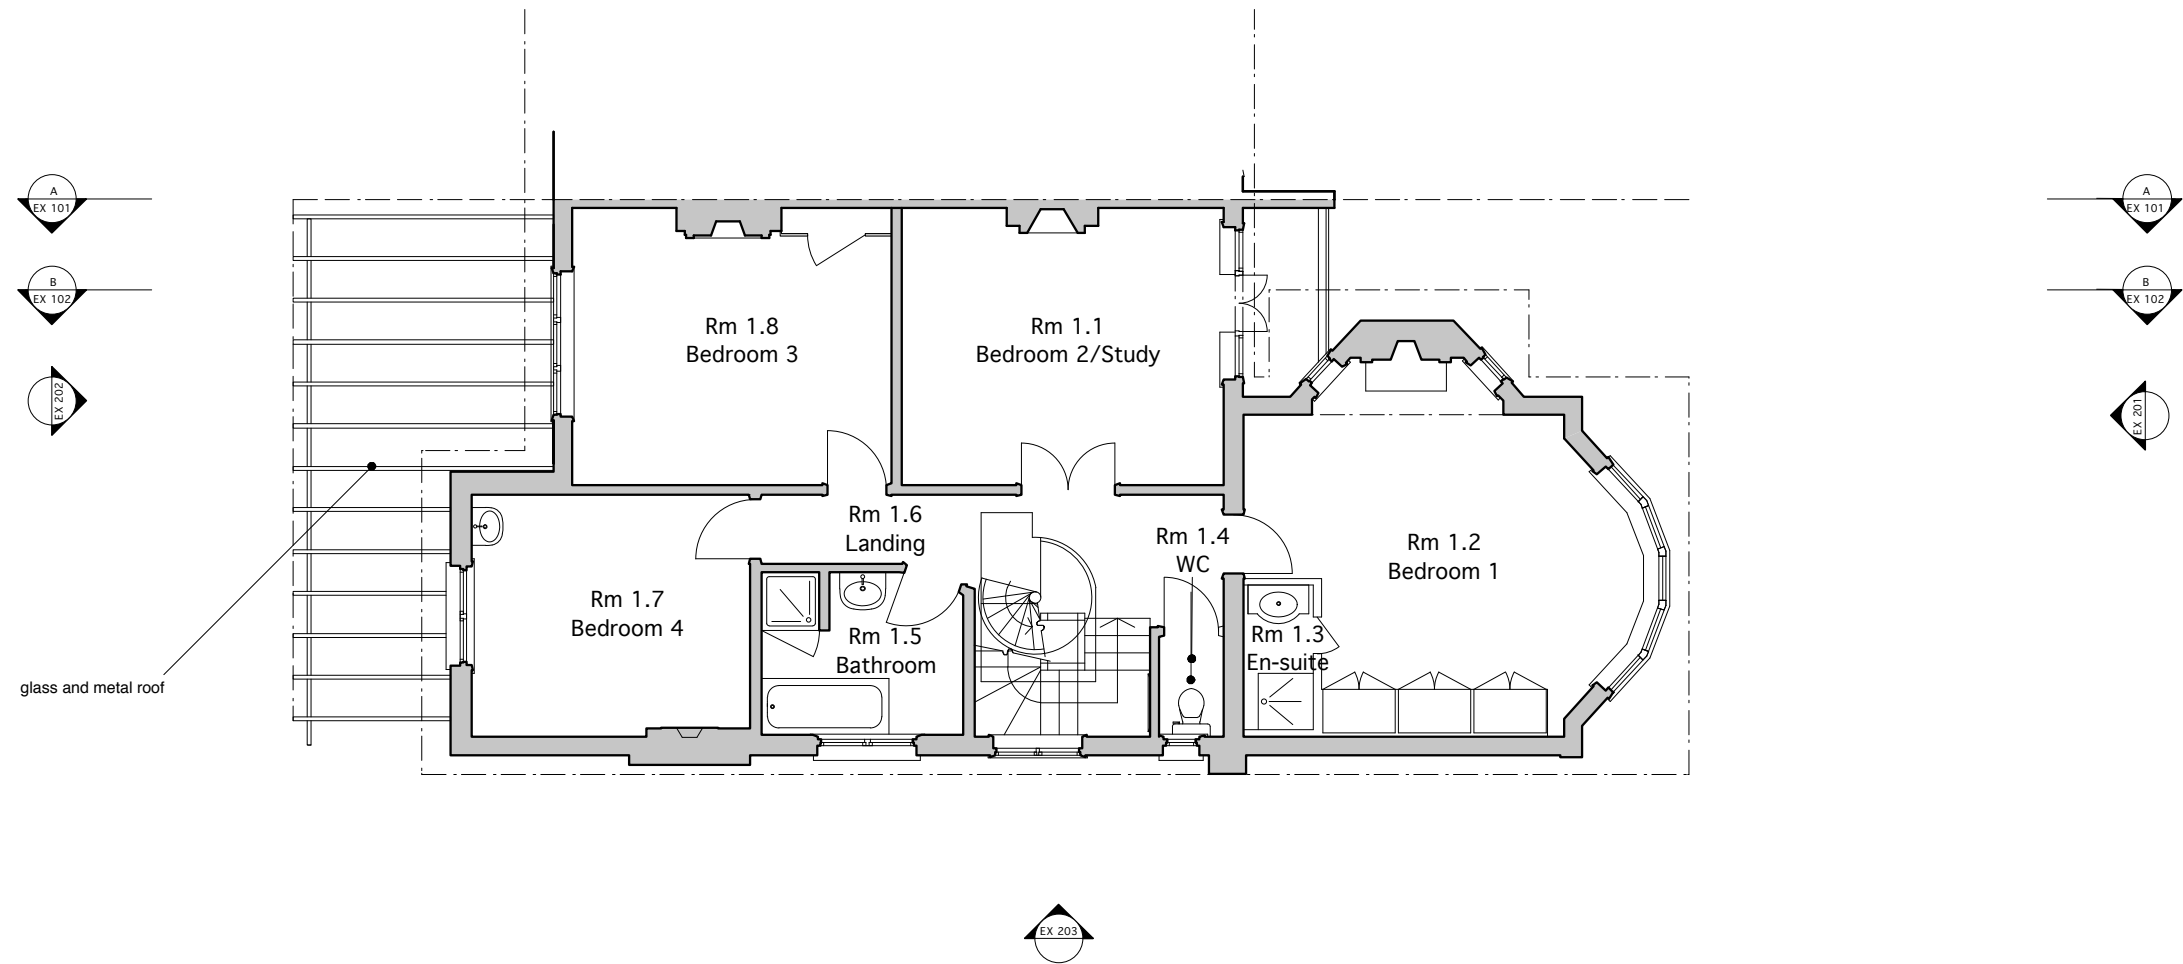 A
EX 101
A
EX 101
B
EX 102
B
EX 102
Rm 1.8
Bedroom 3
Rm 1.1
Bedroom 2/Study
EX 202
EX 201
Rm 1.6
Landing
Rm 1.4
WC
Rm 1.2
Bedroom 1
Rm 1.7
Bedroom 4
Rm 1.5
Bathroom
Rm 1.3
En-suite
glass and metal roof
EX 203